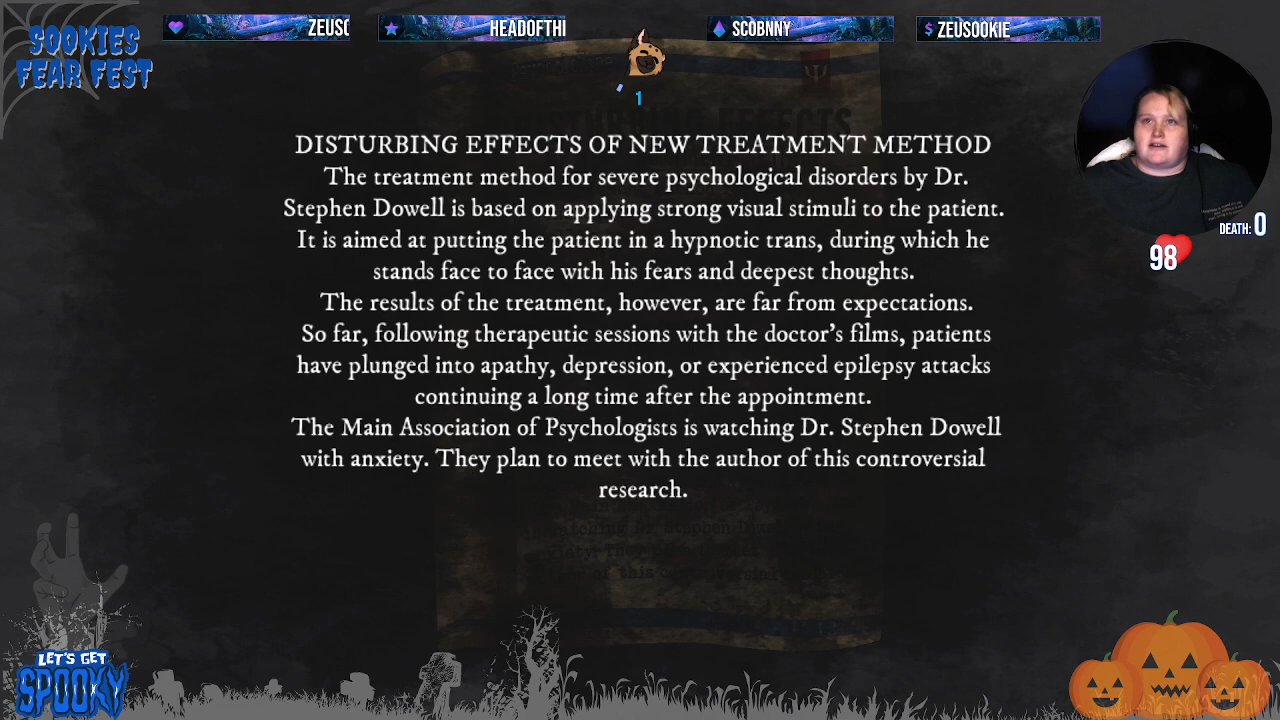 SOOKIES
FEAR FEST
ZEUSO
HEADOFTHI
SCOBNNY
$ ZEUSOOKIE
1
DEATH: 0
98
DISTURBING EFFECTS OF NEW TREATMENT METHOD
The treatment method for severe psychological disorders by Dr.
Stephen Dowell is based on applying strong visual stimuli to the patient.
It is aimed at putting the patient in a hypnotic trans, during which he
stands face to face with his fears and deepest thoughts.
The results of the treatment, however, are far from expectations.
So far, following therapeutic sessions with the doctor's films, patients
have plunged into apathy, depression, or experienced epilepsy attacks
continuing a long time after the appointment.
The Main Association of Psychologists is watching Dr. Stephen Dowell
with anxiety. They plan to meet with the author of this controversial
research.
LET'S GET
SPOOKY